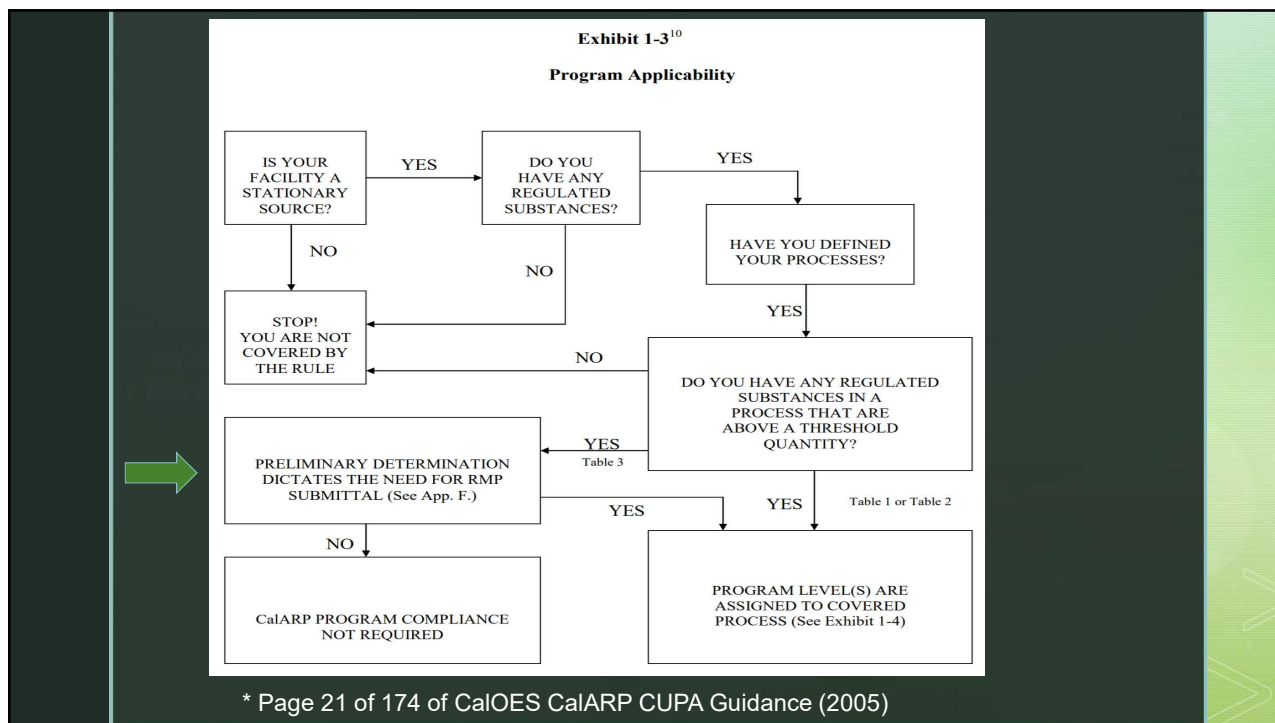 Exhibit 1-3¹⁰
Program Applicability
IS YOUR
FACILITY A
STATIONARY
SOURCE?
YES
DO YOU
HAVE ANY
REGULATED
SUBSTANCES?
YES
HAVE YOU DEFINED
YOUR PROCESSES?
NO
NO
YES
STOP!
YOU ARE NOT
COVERED BY
THE RULE
NO
DO YOU HAVE ANY REGULATED
SUBSTANCES IN A
PROCESS THAT ARE
ABOVE A THRESHOLD
QUANTITY?
YES
Table 3
PRELIMINARY DETERMINATION
DICTATES THE NEED FOR RMP
SUBMITTAL (See App. F.)
YES
YES
Table 1 or Table 2
NO
CalARP PROGRAM COMPLIANCE
NOT REQUIRED
PROGRAM LEVEL(S) ARE
ASSIGNED TO COVERED
PROCESS (See Exhibit 1-4)
* Page 21 of 174 of CalOES CalARP CUPA Guidance (2005)